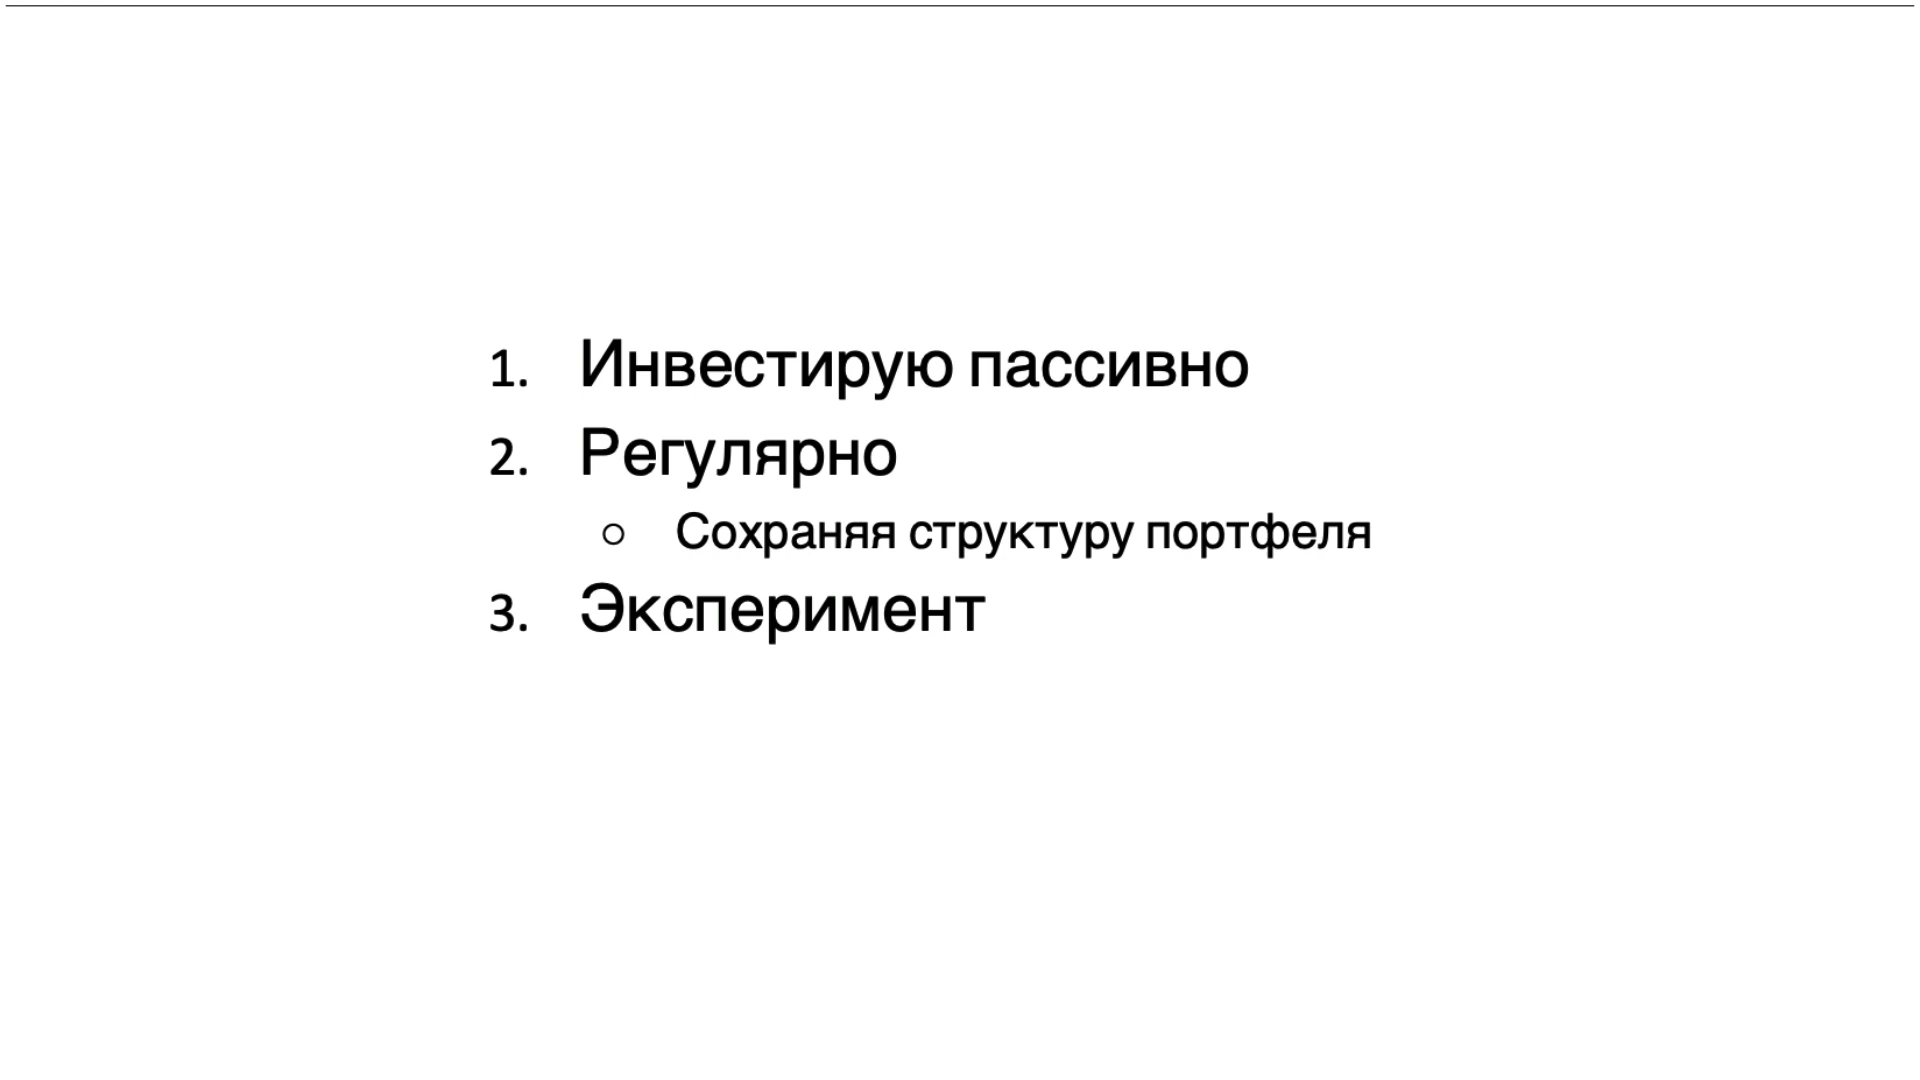 1. Инвестирую пассивно
2. Регулярно
○ Сохраняя структуру портфеля
3. Эксперимент